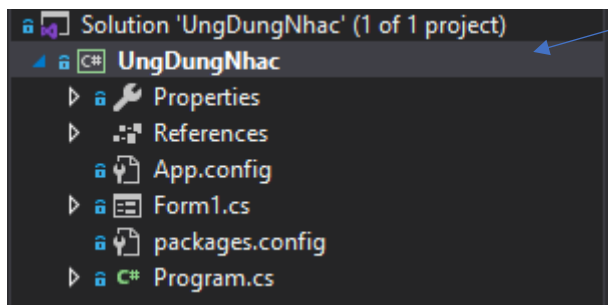 Solution 'UngDungNhac' (1 of 1 project)
C# UngDungNhac
Properties
References
App.config
Form1.cs
packages.config
C# Program.cs